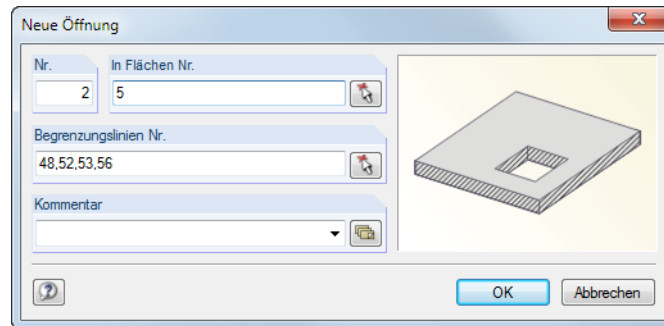 Neue Öffnung
Nr.
In Flächen Nr.
2
5
Begrenzungslinien Nr.
48,52,53,56
Kommentar
OK
Abbrechen